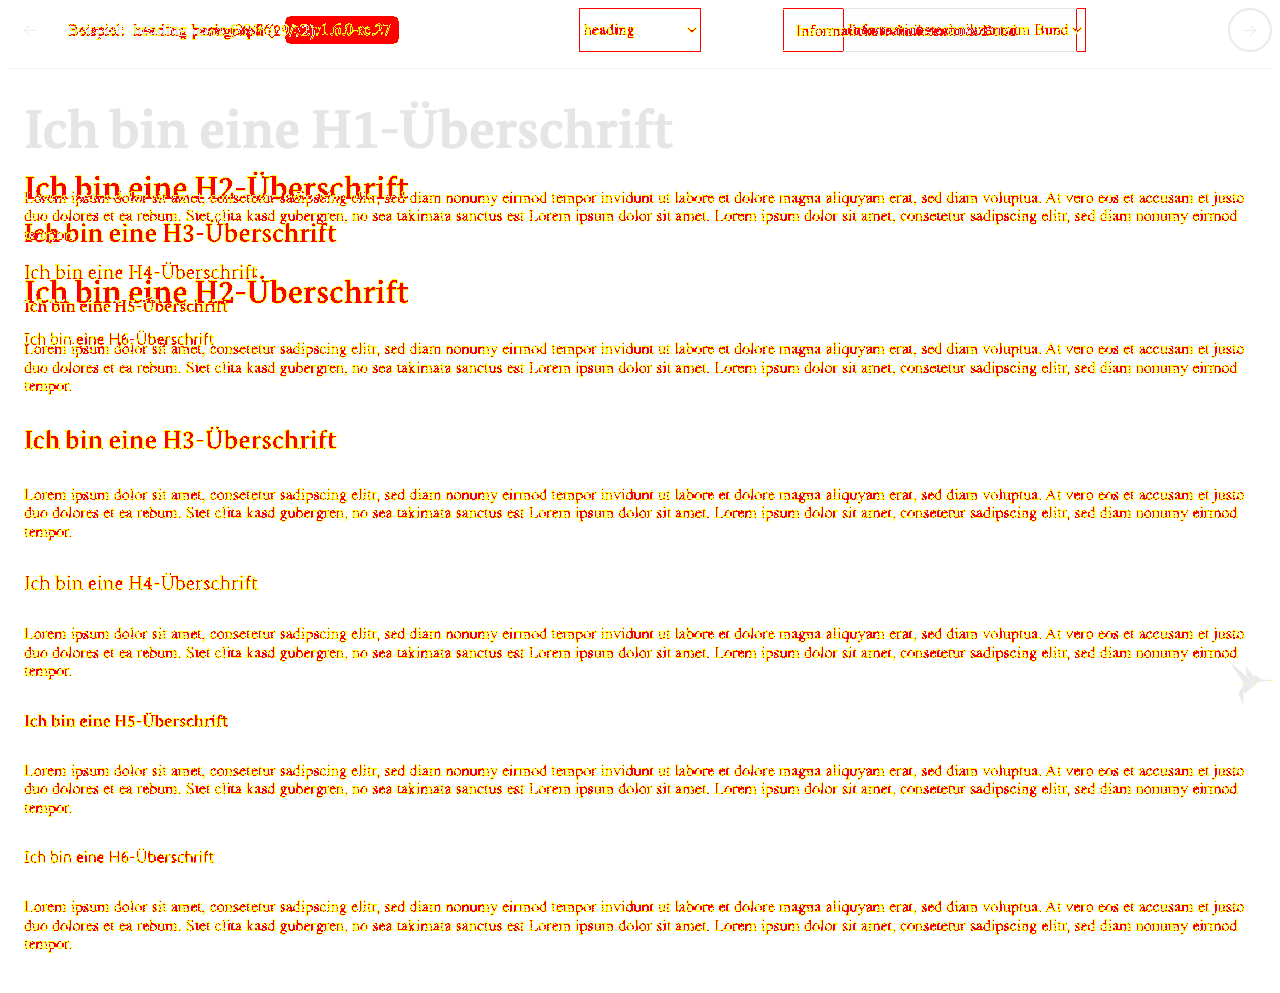 Beispiel: heading
heading
Informationstechnikzentrum Bund
Ich bin eine H1-Überschrift
Ich bin eine H2-Überschrift
Lorem ipsum dolor sit amet, consetetur sadipscing elitr, sed diam nonumy eirmod tempor invidunt ut labore et dolore magna aliquyam erat, sed diam voluptua. At vero eos et accusam et justo
duo dolores et ea rebum. Stet clita kasd gubergren, no sea takimata sanctus est Lorem ipsum dolor sit amet. Lorem ipsum dolor sit amet, consetetur sadipscing elitr, sed diam nonumy eirmod
tempor.
Ich bin eine H3-Überschrift
Ich bin eine H4-Überschrift
Ich bin eine H2-Überschrift
Ich bin eine H5-Überschrift
Ich bin eine H6-Überschrift
Lorem ipsum dolor sit amet, consetetur sadipscing elitr, sed diam nonumy eirmod tempor invidunt ut labore et dolore magna aliquyam erat, sed diam voluptua. At vero eos et accusam et justo
duo dolores et ea rebum. Stet clita kasd gubergren, no sea takimata sanctus est Lorem ipsum dolor sit amet. Lorem ipsum dolor sit amet, consetetur sadipscing elitr, sed diam nonumy eirmod
tempor.
Ich bin eine H3-Überschrift
Lorem ipsum dolor sit amet, consetetur sadipscing elitr, sed diam nonumy eirmod tempor invidunt ut labore et dolore magna aliquyam erat, sed diam voluptua. At vero eos et accusam et justo
duo dolores et ea rebum. Stet clita kasd gubergren, no sea takimata sanctus est Lorem ipsum dolor sit amet. Lorem ipsum dolor sit amet, consetetur sadipscing elitr, sed diam nonumy eirmod
tempor.
Ich bin eine H4-Überschrift
Lorem ipsum dolor sit amet, consetetur sadipscing elitr, sed diam nonumy eirmod tempor invidunt ut labore et dolore magna aliquyam erat, sed diam voluptua. At vero eos et accusam et justo
duo dolores et ea rebum. Stet clita kasd gubergren, no sea takimata sanctus est Lorem ipsum dolor sit amet. Lorem ipsum dolor sit amet, consetetur sadipscing elitr, sed diam nonumy eirmod
tempor.
Ich bin eine H5-Überschrift
Lorem ipsum dolor sit amet, consetetur sadipscing elitr, sed diam nonumy eirmod tempor invidunt ut labore et dolore magna aliquyam erat, sed diam voluptua. At vero eos et accusam et justo
duo dolores et ea rebum. Stet clita kasd gubergren, no sea takimata sanctus est Lorem ipsum dolor sit amet. Lorem ipsum dolor sit amet, consetetur sadipscing elitr, sed diam nonumy eirmod
tempor.
Ich bin eine H6-Überschrift
Lorem ipsum dolor sit amet, consetetur sadipscing elitr, sed diam nonumy eirmod tempor invidunt ut labore et dolore magna aliquyam erat, sed diam voluptua. At vero eos et accusam et justo
duo dolores et ea rebum. Stet clita kasd gubergren, no sea takimata sanctus est Lorem ipsum dolor sit amet. Lorem ipsum dolor sit amet, consetetur sadipscing elitr, sed diam nonumy eirmod
tempor.